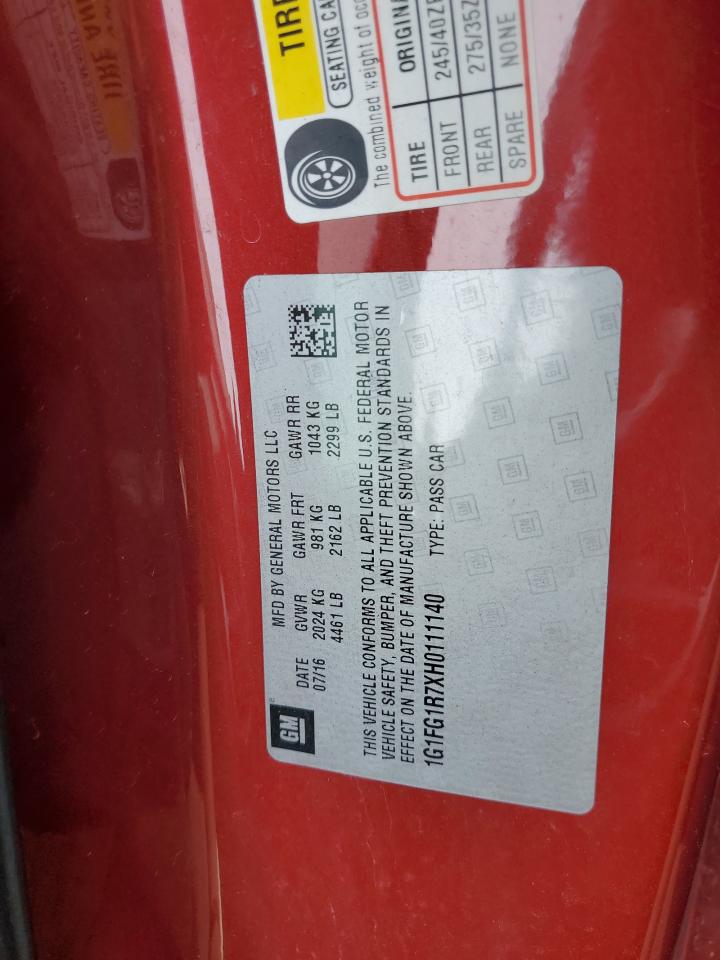 TIRE
SEATING CA
The combined weight of occ
TIRE ORIGINA
FRONT 245/40Z
REAR 275/35Z
SPARE NONE
GM
MFD BY GENERAL MOTORS LLC
DATE GVWR GAWR FRT GAWR RR
07/16 2024 KG 981 KG 1043 KG
4461 LB 2162 LB 2299 LB
THIS VEHICLE CONFORMS TO ALL APPLICABLE U.S. FEDERAL MOTOR
VEHICLE SAFETY, BUMPER, AND THEFT PREVENTION STANDARDS IN
EFFECT ON THE DATE OF MANUFACTURE SHOWN ABOVE.
1G1FG1R7XH0111140 TYPE: PASS CAR